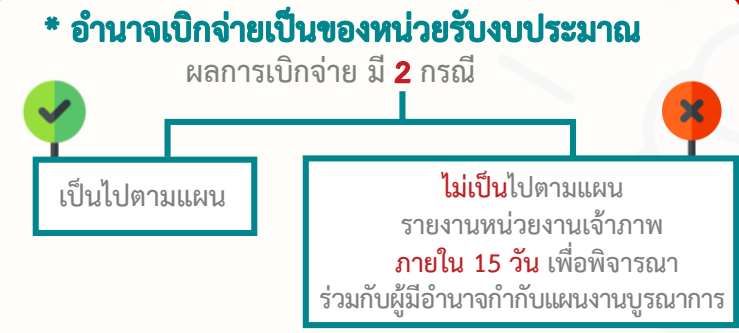 * อำนาจเบิกจ่ายเป็นของหน่วยรับงบประมาณ
ผลการเบิกจ่าย มี 2 กรณี
เป็นไปตามแผน
ไม่เป็นไปตามแผน
รายงานหน่วยงานเจ้าภาพ
ภายใน 15 วัน เพื่อพิจารณา
ร่วมกับผู้มีอำนาจกำกับแผนงานบูรณาการ